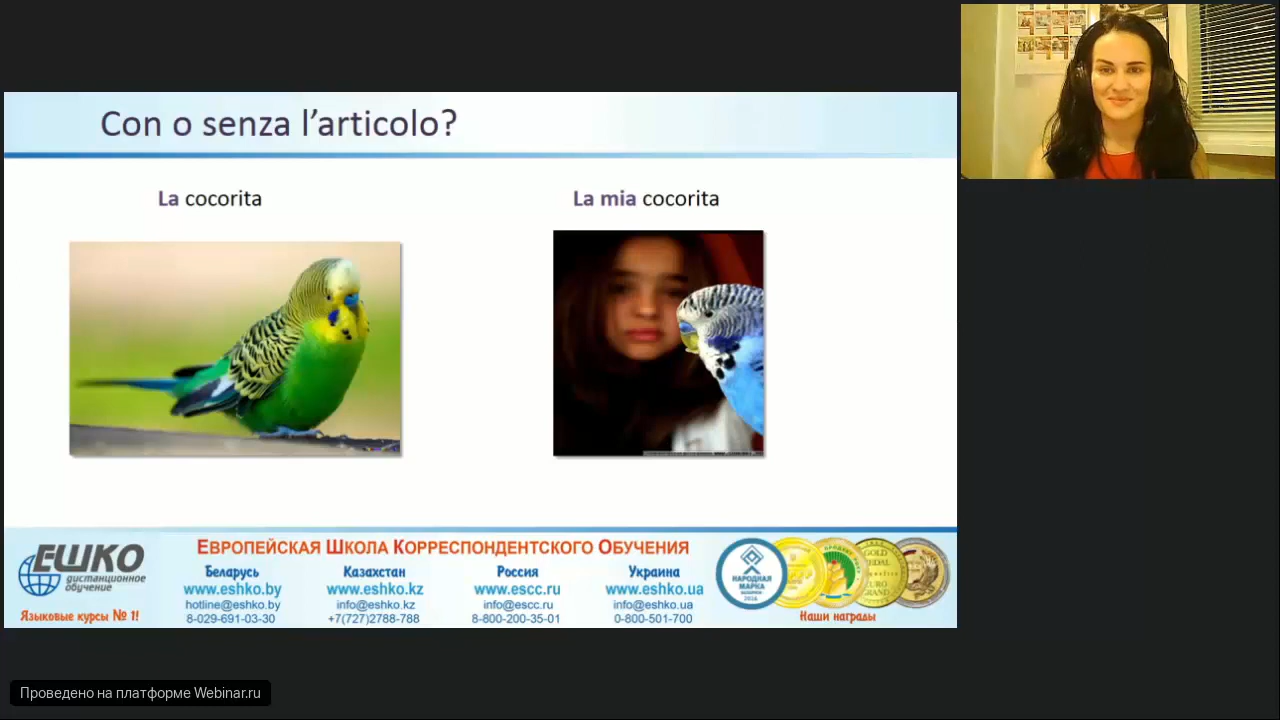 Con o senza l'articolo?
La cocorita
La mia cocorita
ЕШКО
дистанционное
обучение
Языковые курсы № 1!
ЕВРОПЕЙСКАЯ ШКОЛА КОРРЕСПОНДЕНТСКОГО ОБУЧЕНИЯ
Беларусь
www.eshko.by
hotline@eshko.by
8-029-691-03-30
Казахстан
www.eshko.kz
info@eshko.kz
+7(727)2788-788
Россия
www.escc.ru
info@escc.ru
8-800-200-35-01
Украина
www.eshko.ua
info@eshko.ua
0-800-501-700
НАРОДНАЯ
МАРКА
2016
GOLD
MEDAL
Наши награды
Проведено на платформе Webinar.ru